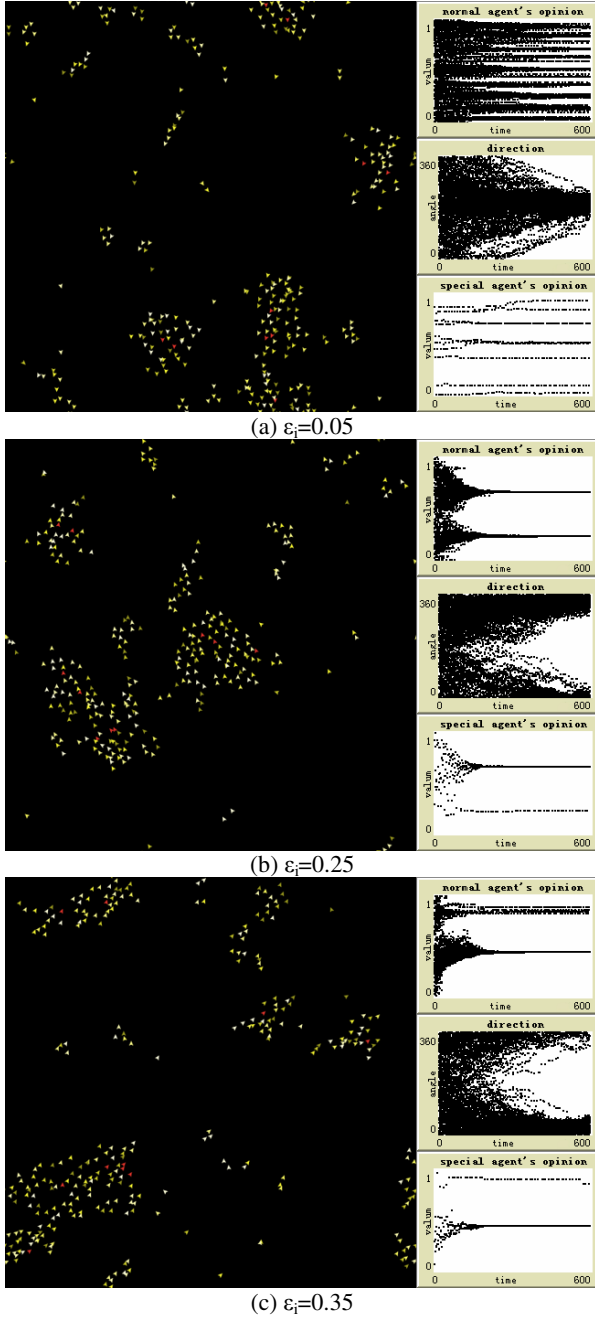 normal agent's opinion
1
valum
0
0
time
600
direction
360
angle
0
0
time
600
special agent's opinion
1
valum
0
0
time
600
(a) εi=0.05
normal agent's opinion
1
valum
0
0
time
600
direction
360
angle
0
0
time
600
special agent's opinion
1
valum
0
0
time
600
(b) εi=0.25
normal agent's opinion
1
valum
0
0
time
600
direction
360
angle
0
0
time
600
special agent's opinion
1
valum
0
0
time
600
(c) εi=0.35